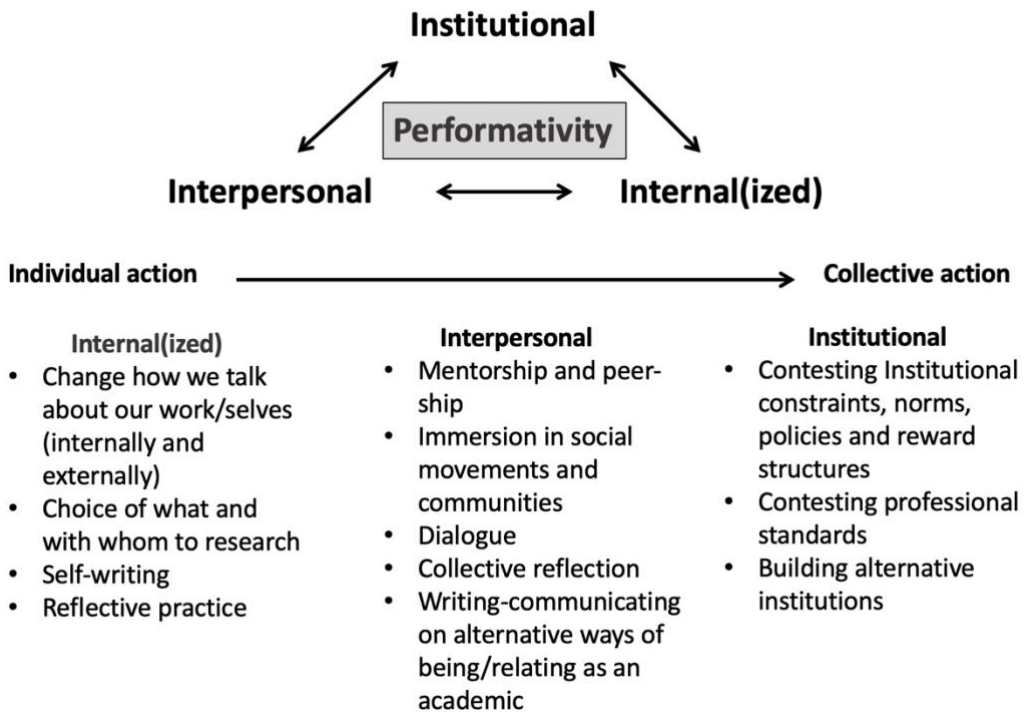 Institutional
Performativity
Interpersonal
Internal(ized)
Individual action
Collective action
Internal(ized)
• Change how we talk
about our work/selves
(internally and
externally)
• Choice of what and
with whom to research
• Self-writing
• Reflective practice
Interpersonal
• Mentorship and peer-
ship
• Immersion in social
movements and
communities
• Dialogue
• Collective reflection
• Writing-communicating
on alternative ways of
being/relating as an
academic
Institutional
• Contesting Institutional
constraints, norms,
policies and reward
structures
• Contesting professional
standards
• Building alternative
institutions